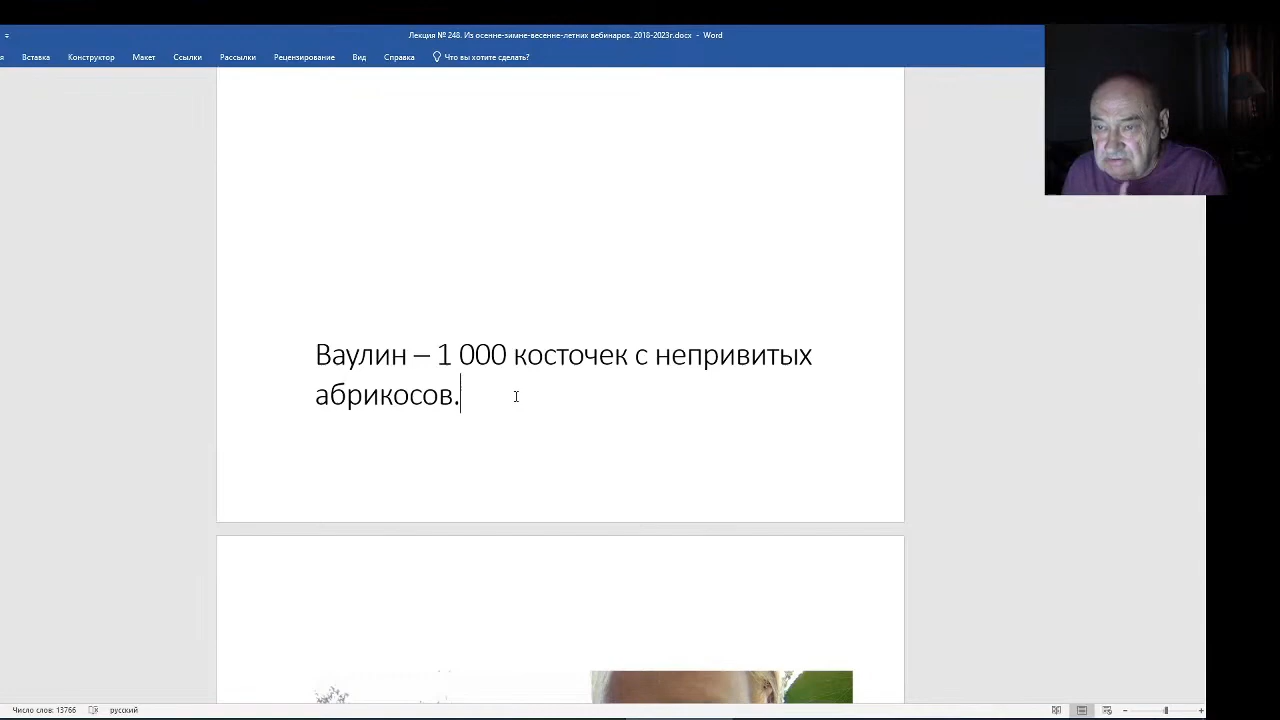 Лекция № 248. Из осенне-зимне-весенне-летних вебинаров. 2018-2023г.docx - Word
я Вставка Конструктор Макет Ссылки Рассылки Рецензирование Вид Справка Что вы хотите сделать?
Ваулин – 1 000 косточек с непривитых
абрикосов.
Число слов: 13766 русский